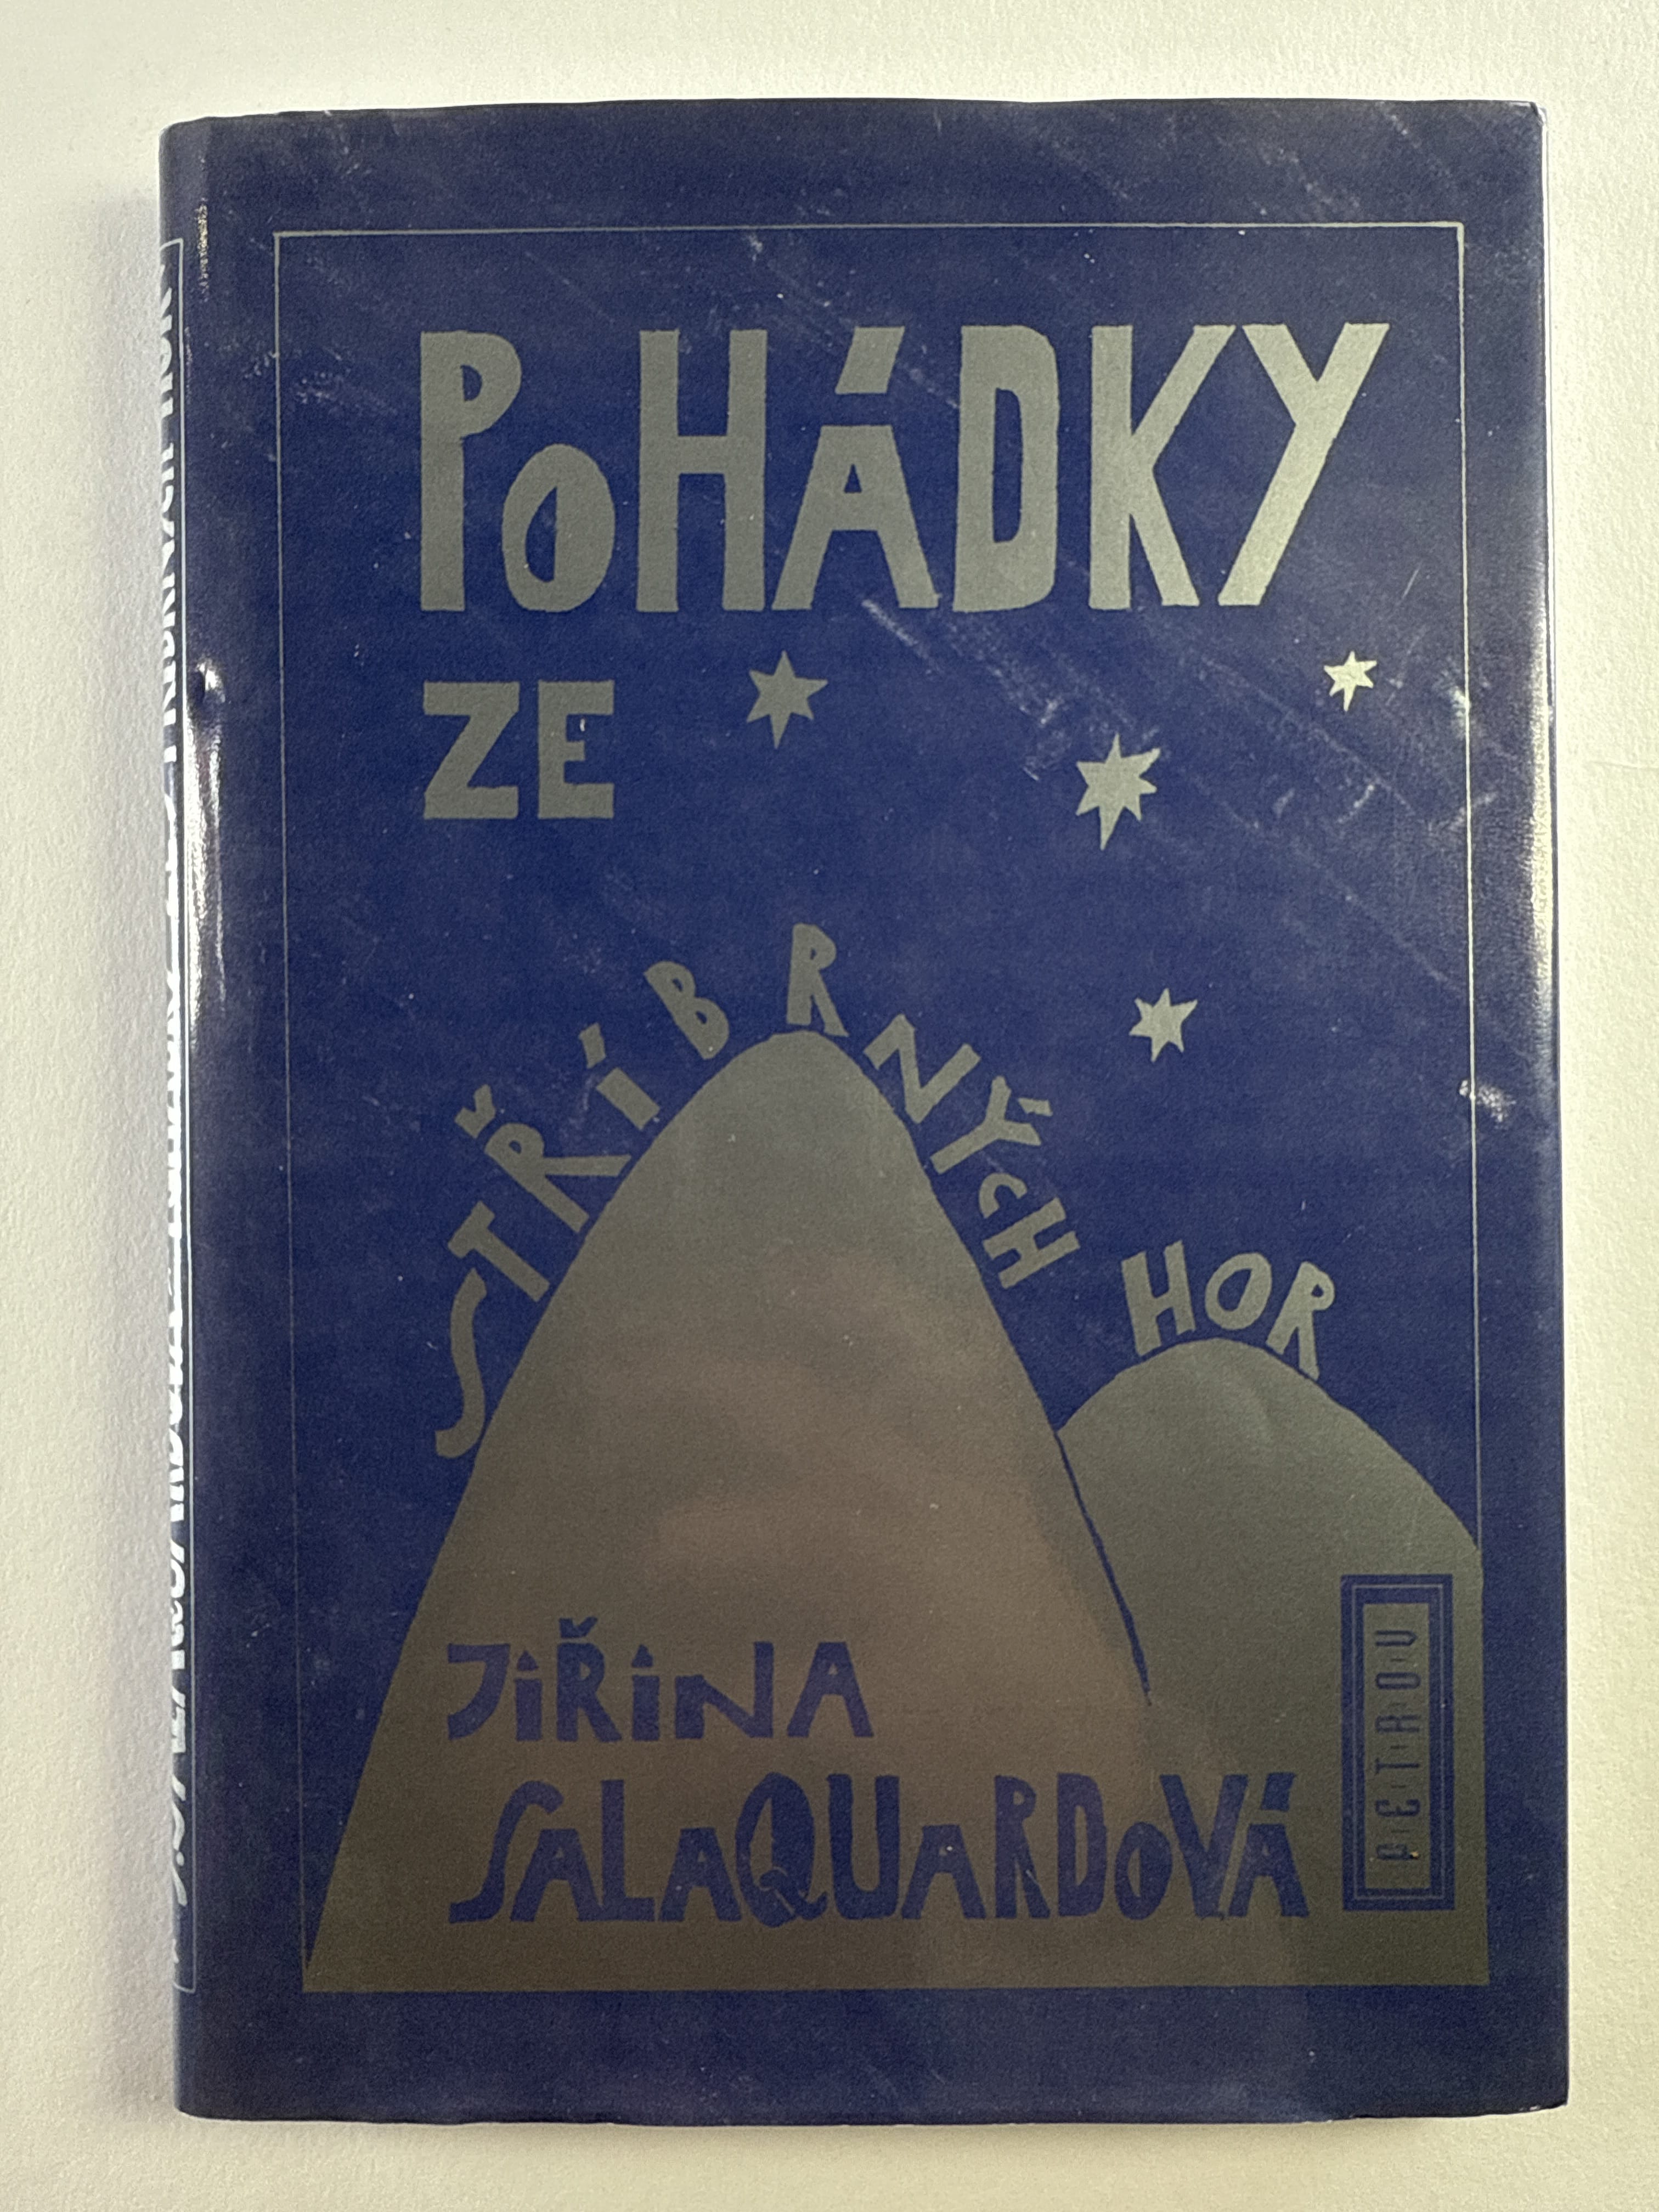 POHÁDKY
ZE
STŘÍBRNÝCH HOR
JIŘINA
SALAQUARDOVÁ
PETROV